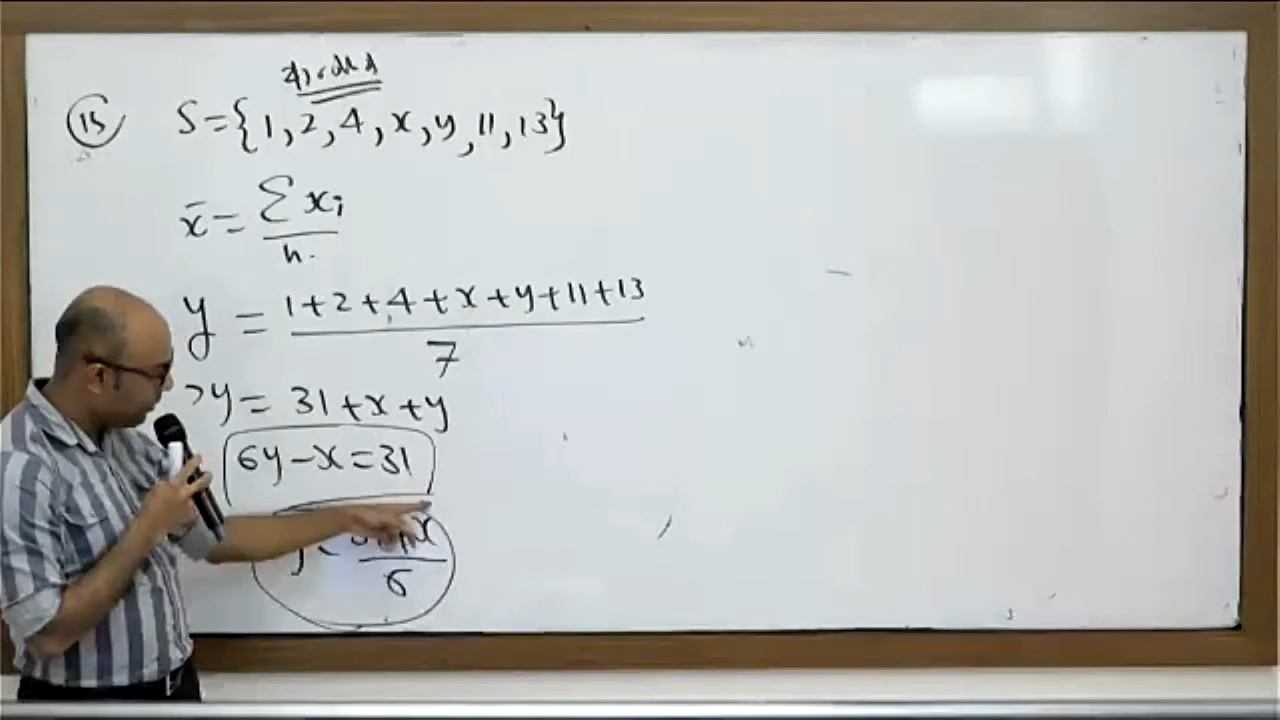 15 S={1,2,4,x,y,11,13}
x̄ = Σxi / n.
y = 1+2+4+x+y+11+13 / 7
7y = 31+x+y
6y-x=31
x / 6